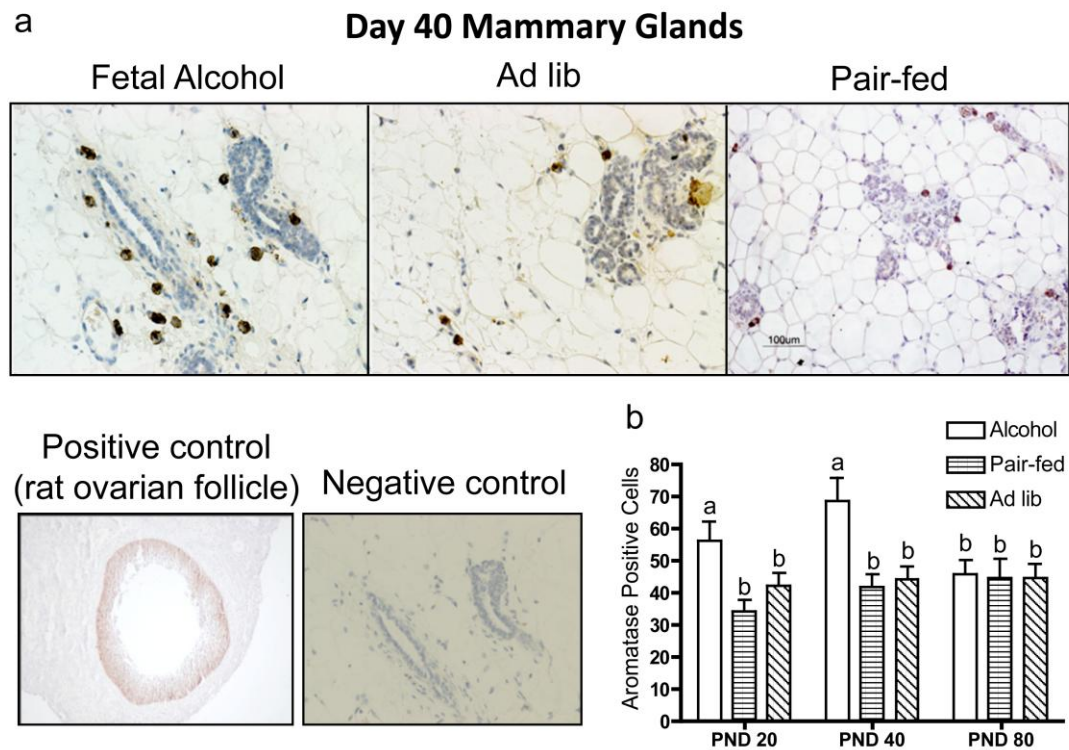 a
Day 40 Mammary Glands
Fetal Alcohol
Ad lib
Pair-fed
100um
Positive control
(rat ovarian follicle)
Negative control
b
Alcohol
Pair-fed
Ad lib
Aromatase Positive Cells
80
70
60
50
40
30
20
10
0
a
b
b
a
b
b
b
b
b
PND 20
PND 40
PND 80